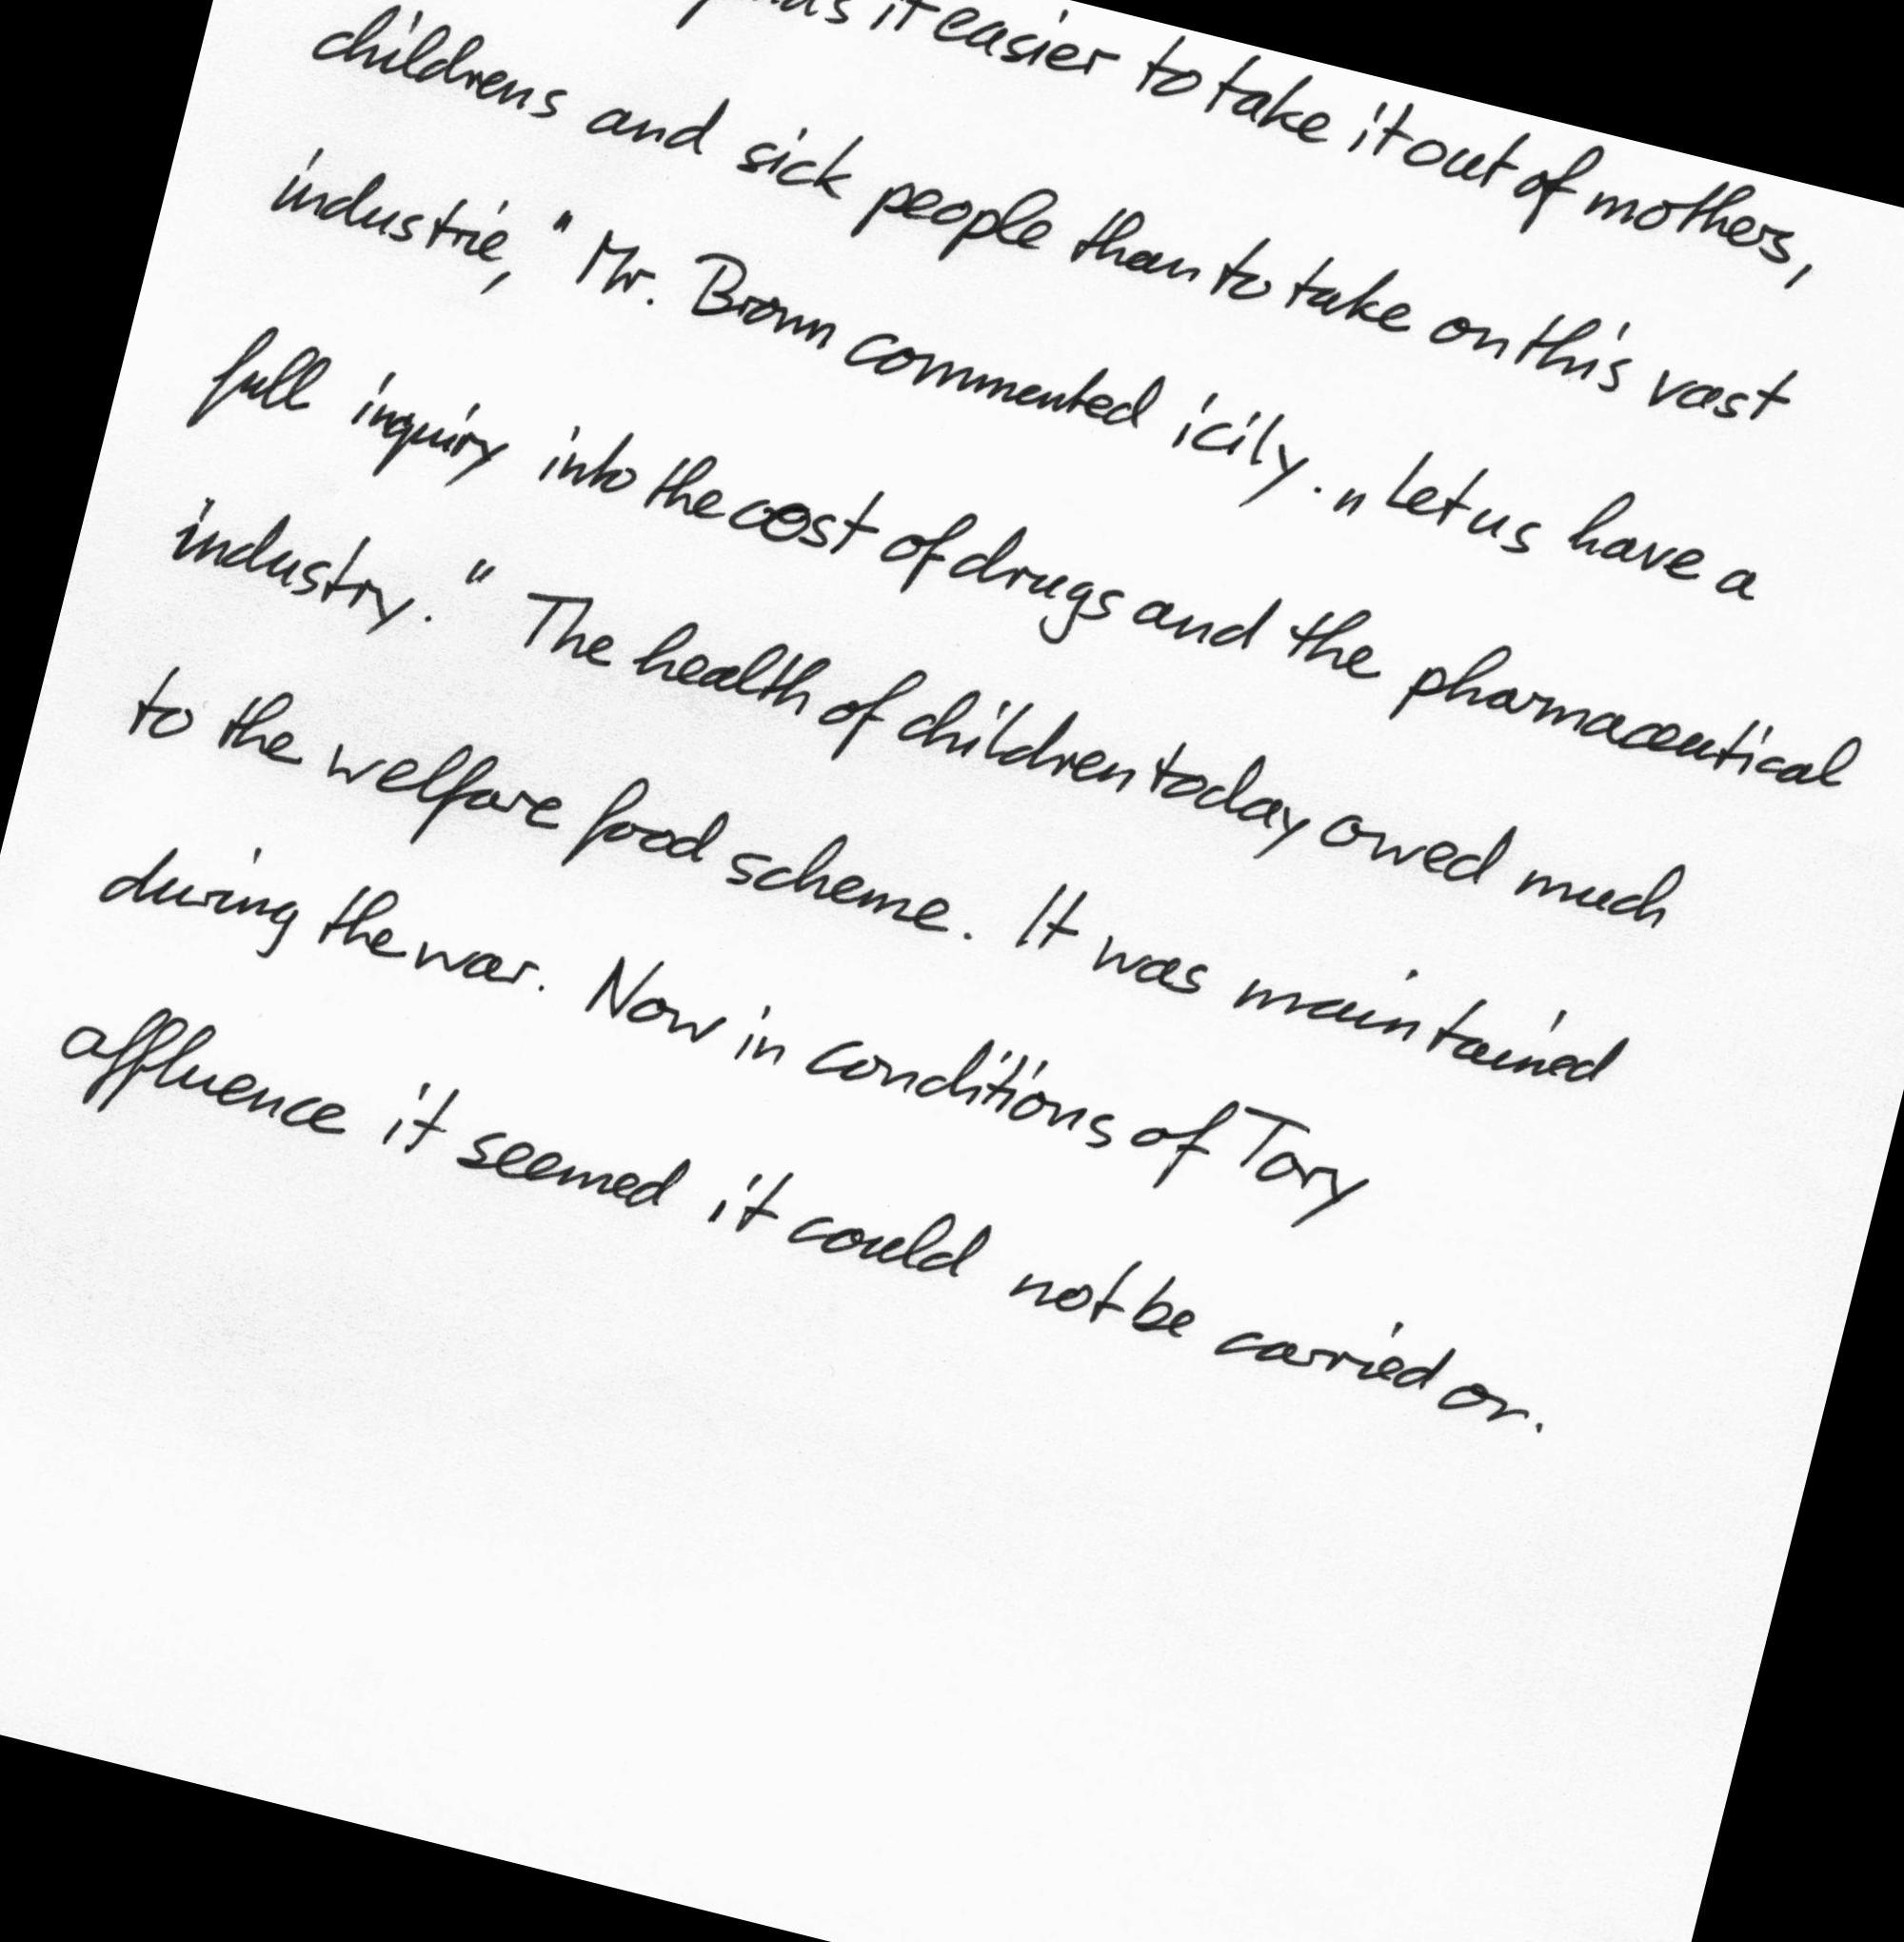 it easier to take it out of mothers,
childrens and sick people than to take on this vast
industrie," Mr. Brown commented icily. „Let us have a
full inquiry into the cost of drugs and the pharmaceutical
industry." The health of children today owed much
to the welfare food scheme. It was maintained
during the war. Now in conditions of Tory
affluence it seemed it could not be carried or.